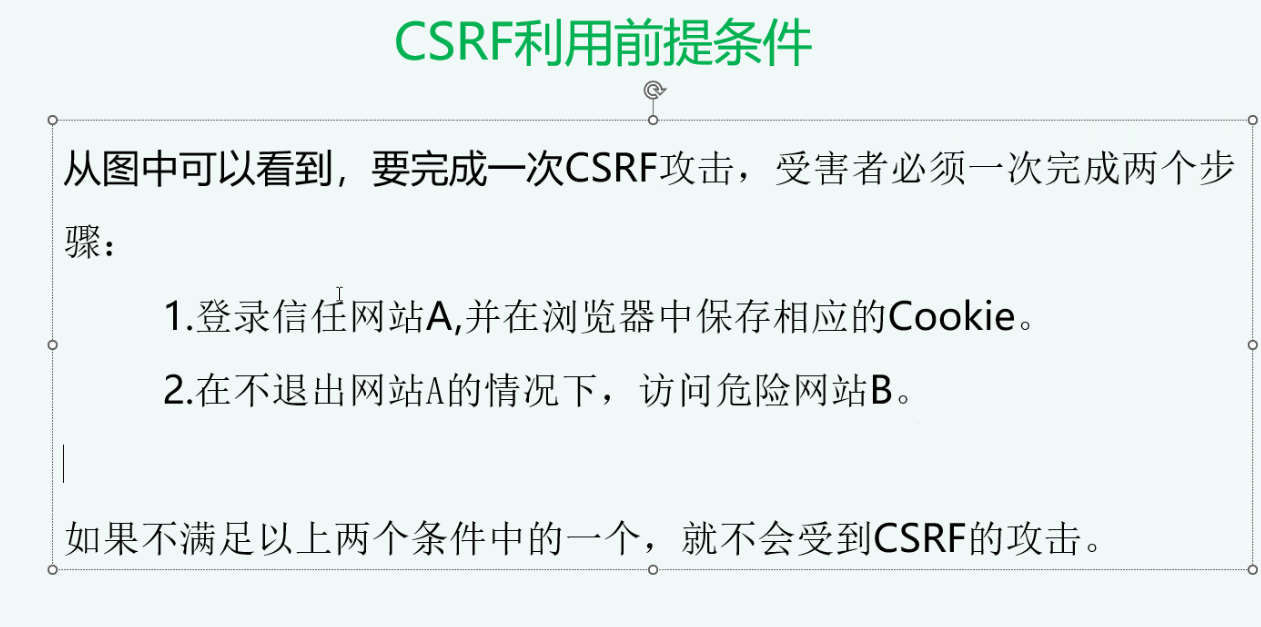 CSRF利用前提条件
从图中可以看到，要完成一次CSRF攻击，受害者必须一次完成两个步
骤：
1.登录信任网站A,并在浏览器中保存相应的Cookie。
2.在不退出网站A的情况下，访问危险网站B。
如果不满足以上两个条件中的一个，就不会受到CSRF的攻击。